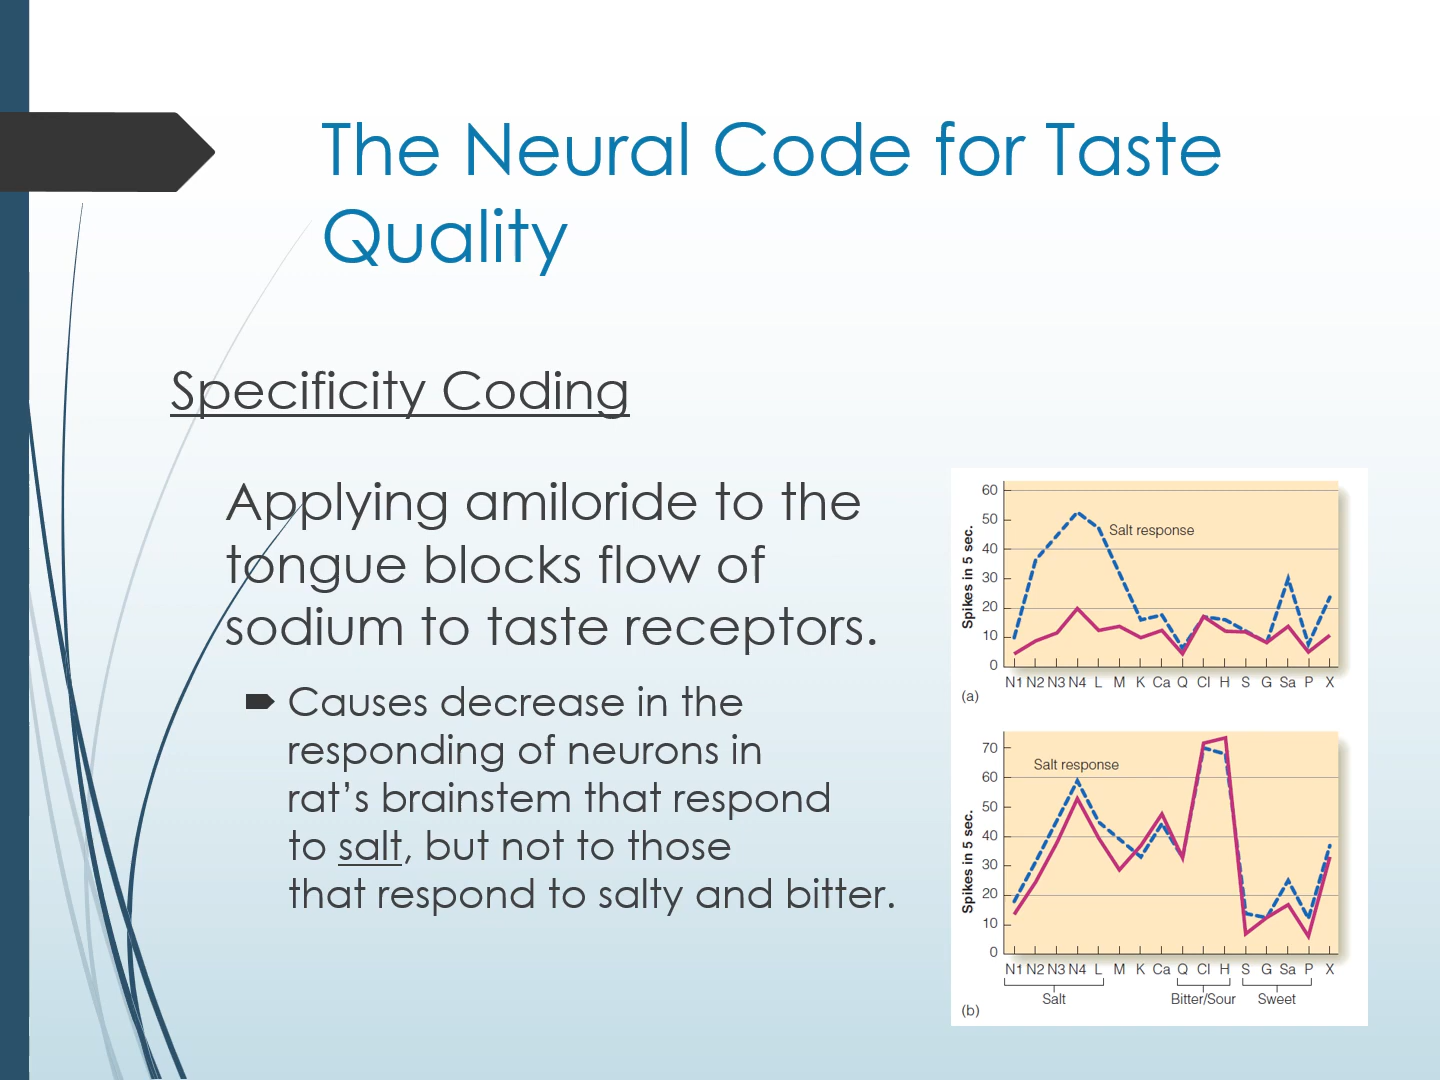 The Neural Code for Taste
Quality
Specificity Coding
Applying amiloride to the
tongue blocks flow of
sodium to taste receptors.
Causes decrease in the
responding of neurons in
rat’s brainstem that respond
to salt, but not to those
that respond to salty and bitter.
Spikes in 5 sec.
60
50
40
30
20
10
0
Salt response
N1 N2 N3 N4 L M K Ca Q Cl H S G Sa P X
(a)
Spikes in 5 sec.
70
60
50
40
30
20
10
0
Salt response
N1 N2 N3 N4 L M K Ca Q Cl H S G Sa P X
Salt Bitter/Sour Sweet
(b)